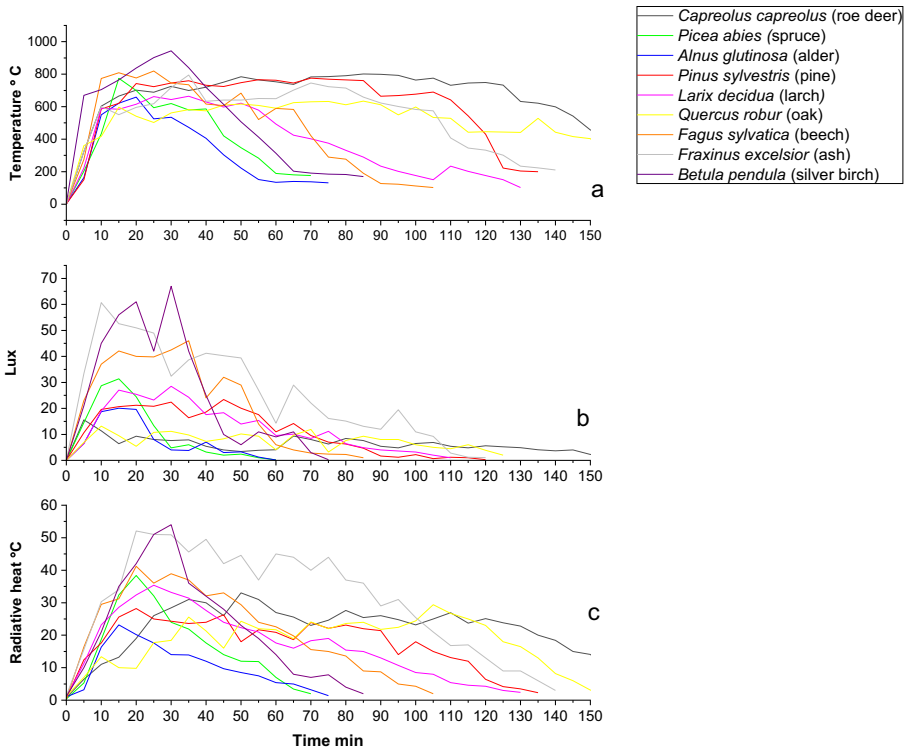 Capreolus capreolus (roe deer)
Picea abies (spruce)
Alnus glutinosa (alder)
Pinus sylvestris (pine)
Larix decidua (larch)
Quercus robur (oak)
Fagus sylvatica (beech)
Fraxinus excelsior (ash)
Betula pendula (silver birch)
Temperature ° C
1000
800
600
400
200
0
a
0 10 20 30 40 50 60 70 80 90 100 110 120 130 140 150
Lux
70
60
50
40
30
20
10
0
b
0 10 20 30 40 50 60 70 80 90 100 110 120 130 140 150
Radiative heat °C
60
50
40
30
20
10
0
c
0 10 20 30 40 50 60 70 80 90 100 110 120 130 140 150
Time min